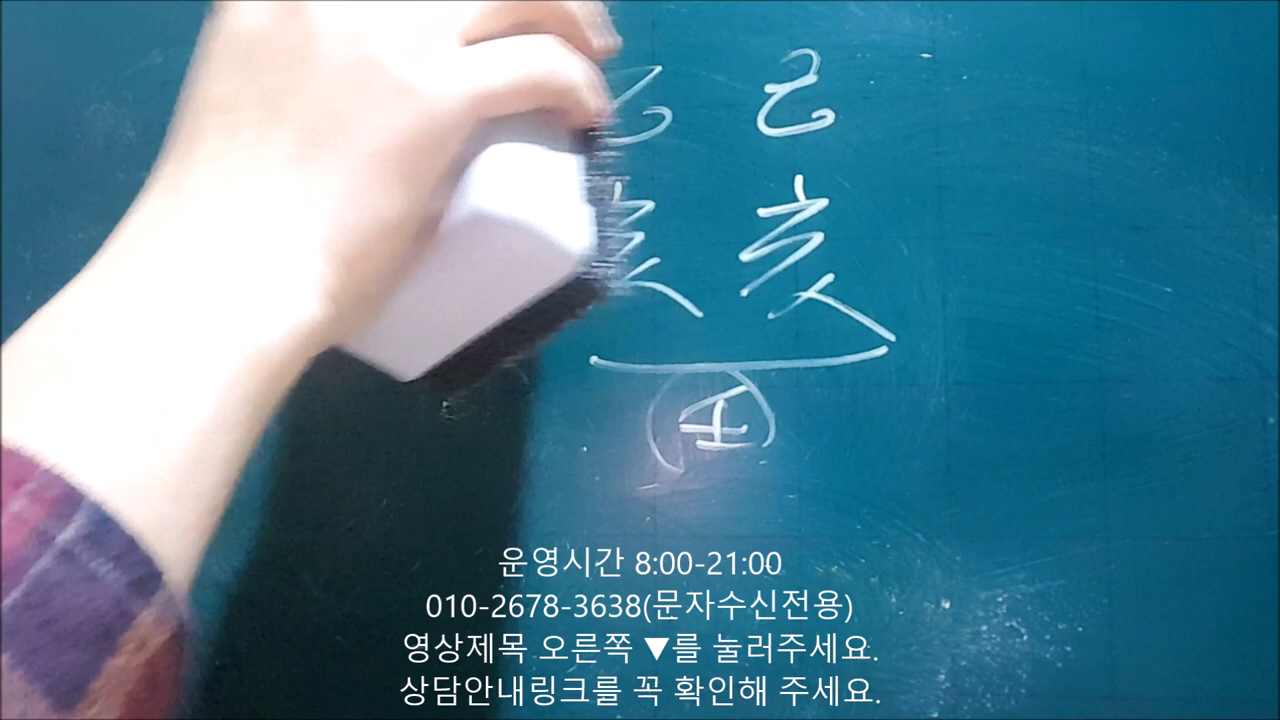 己 己
亥 亥
운영시간 8:00-21:00
010-2678-3638(문자수신전용)
영상제목 오른쪽 ▼를 눌러주세요.
상담안내링크를 꼭 확인해 주세요.